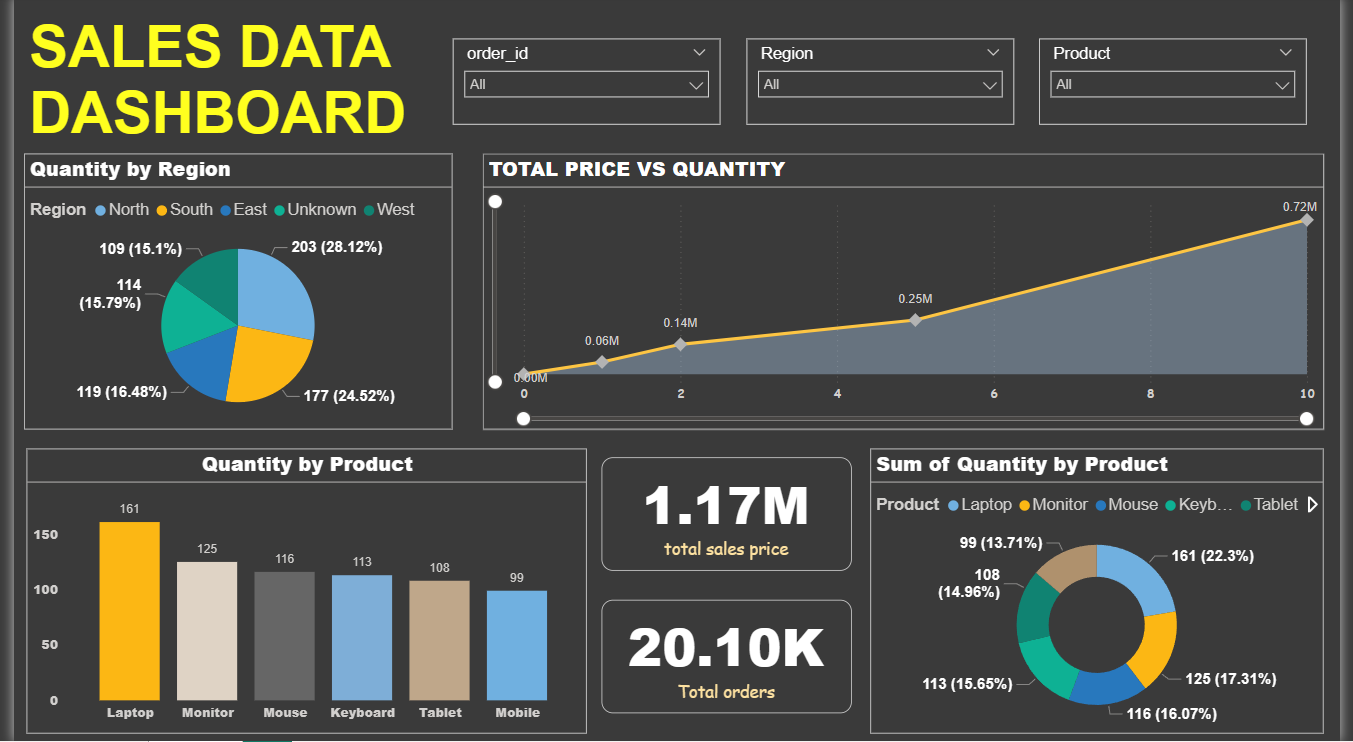 SALES DATA
DASHBOARD
order_id
All
Region
All
Product
All
Quantity by Region
Region North South East Unknown West
109 (15.1%)
203 (28.12%)
114
(15.79%)
119 (16.48%)
177 (24.52%)
TOTAL PRICE VS QUANTITY
0.72M
0.25M
0.14M
0.06M
0.00M
0 2 4 6 8 10
Quantity by Product
161
125
116
113
108
99
150
100
50
0
Laptop Monitor Mouse Keyboard Tablet Mobile
1.17M
total sales price
20.10K
Total orders
Sum of Quantity by Product
Product Laptop Monitor Mouse Keyb... Tablet
99 (13.71%)
161 (22.3%)
108
(14.96%)
113 (15.65%)
125 (17.31%)
116 (16.07%)